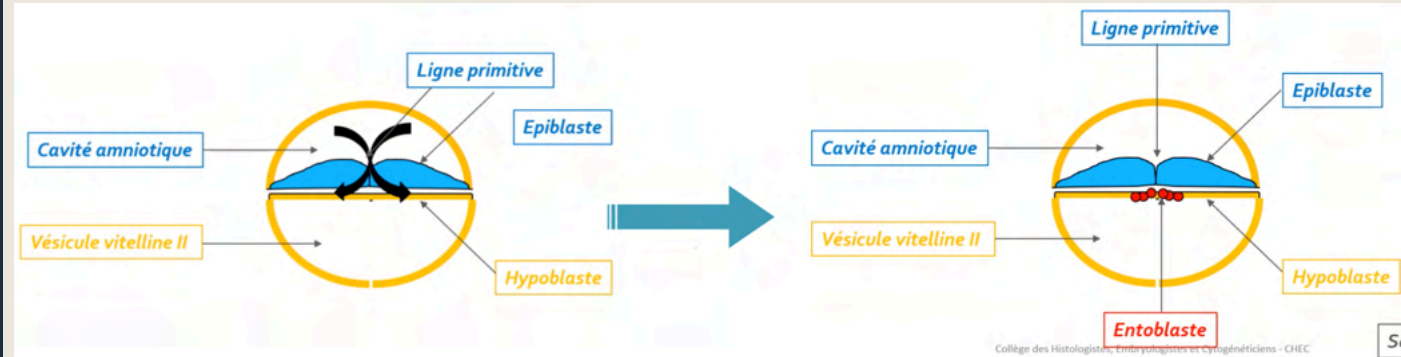 Ligne primitive
Epiblaste
Cavité amniotique
Vésicule vitelline II
Hypoblaste
Ligne primitive
Epiblaste
Cavité amniotique
Vésicule vitelline II
Hypoblaste
Entoblaste
Collège des Histologistes, Embryologistes et Cytogénéticiens - CHEC